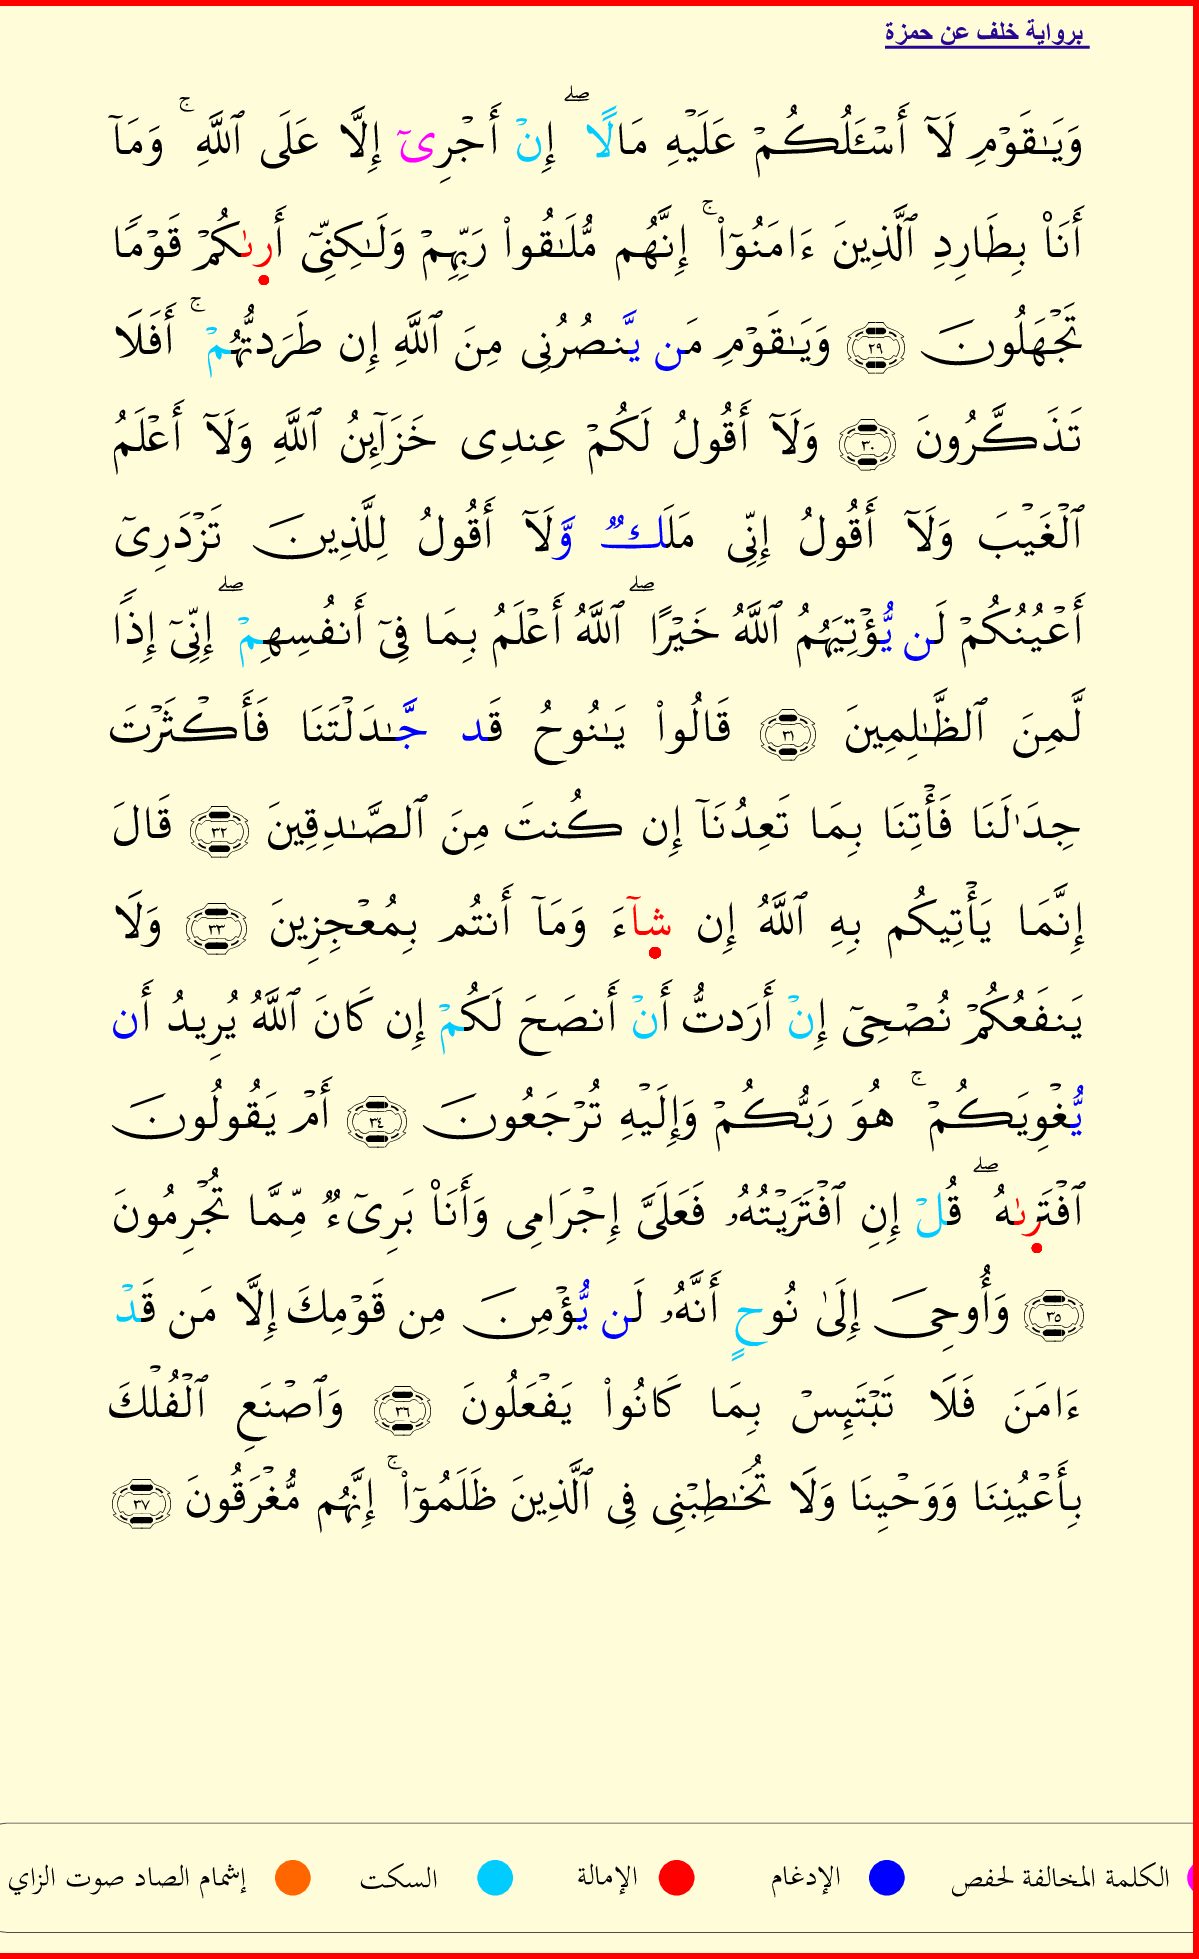 برواية خلف عن حمزة
وَيَـٰقَوْمِ لَآ أَسْـَٔلُكُمْ عَلَيْهِ مَالًا ۖ إِنْ أَجْرِىٓ إِلَّا عَلَى ٱللَّهِ ۚ وَمَآ
أَنَا۠ بِطَارِدِ ٱلَّذِينَ ءَامَنُوٓا۟ ۚ إِنَّهُم مُّلَـٰقُوا۟ رَبِّهِمْ وَلَـٰكِنِّىٓ أَرىٰكُمْ قَوْمًا
تَجْهَلُونَ ٢٩ وَيَـٰقَوْمِ مَن يَّنصُرُنِى مِنَ ٱللَّهِ إِن طَرَدتُّهُمْ ۚ أَفَلَا
تَذَكَّرُونَ ٣٠ وَلَآ أَقُولُ لَكُمْ عِندِى خَزَآئِنُ ٱللَّهِ وَلَآ أَعْلَمُ
ٱلْغَيْبَ وَلَآ أَقُولُ إِنِّى مَلَكٌ وَّلَآ أَقُولُ لِلَّذِينَ تَزْدَرِىٓ
أَعْيُنُكُمْ لَن يُّؤْتِيَهُمُ ٱللَّهُ خَيْرًا ۖ ٱللَّهُ أَعْلَمُ بِمَا فِىٓ أَنفُسِهِمْ ۖ إِنِّىٓ إِذًا
لَّمِنَ ٱلظَّـٰلِمِينَ ٣١ قَالُوا۟ يَـٰنُوحُ قَد جَّـٰدَلْتَنَا فَأَكْثَرْتَ
جِدَٰلَنَا فَأْتِنَا بِمَا تَعِدُنَآ إِن كُنتَ مِنَ ٱلصَّـٰدِقِينَ ٣٢ قَالَ
إِنَّمَا يَأْتِيكُم بِهِ ٱللَّهُ إِن شآءَ وَمَآ أَنتُم بِمُعْجِزِينَ ٣٣ وَلَا
يَنفَعُكُمْ نُصْحِىٓ إِنْ أَرَدتُّ أَنْ أَنصَحَ لَكُمْ إِن كَانَ ٱللَّهُ يُرِيدُ أَن
يُّغْوِيَكُمْ ۚ هُوَ رَبُّكُمْ وَإِلَيْهِ تُرْجَعُونَ ٣٤ أَمْ يَقُولُونَ
ٱفْتَرىٰهُ ۖ قُلْ إِنِ ٱفْتَرَيْتُهُۥ فَعَلَىَّ إِجْرَامِى وَأَنَا۠ بَرِىٓءٌ مِّمَّا تُجْرِمُونَ
٣٥ وَأُوحِىَ إِلَىٰ نُوحٍ أَنَّهُۥ لَن يُّؤْمِنَ مِن قَوْمِكَ إِلَّا مَن قَدْ
ءَامَنَ فَلَا تَبْتَئِسْ بِمَا كَانُوا۟ يَفْعَلُونَ ٣٦ وَٱصْنَعِ ٱلْفُلْكَ
بِأَعْيُنِنَا وَوَحْيِنَا وَلَا تُخَـٰطِبْنِى فِى ٱلَّذِينَ ظَلَمُوٓا۟ ۚ إِنَّهُم مُّغْرَقُونَ ٣٧
الكلمة المخالفة لحفص الإدغام الإمالة السكت إشمام الصاد صوت الزاي